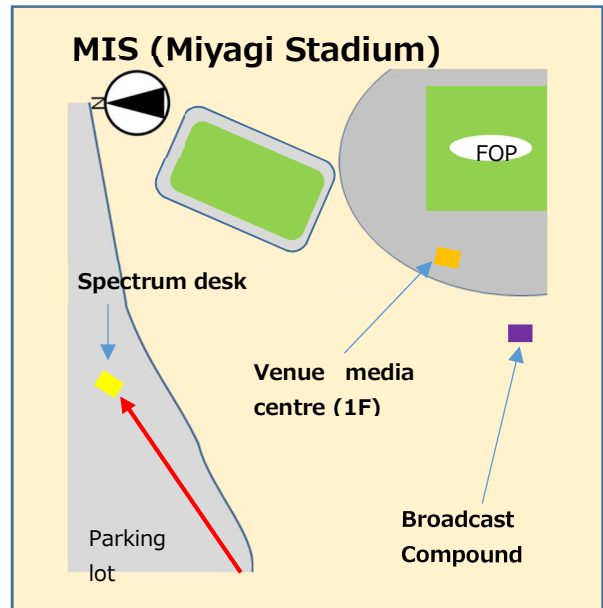 MIS (Miyagi Stadium)
N
FOP
Spectrum desk
Venue media
centre (1F)
Broadcast
Compound
Parking
lot